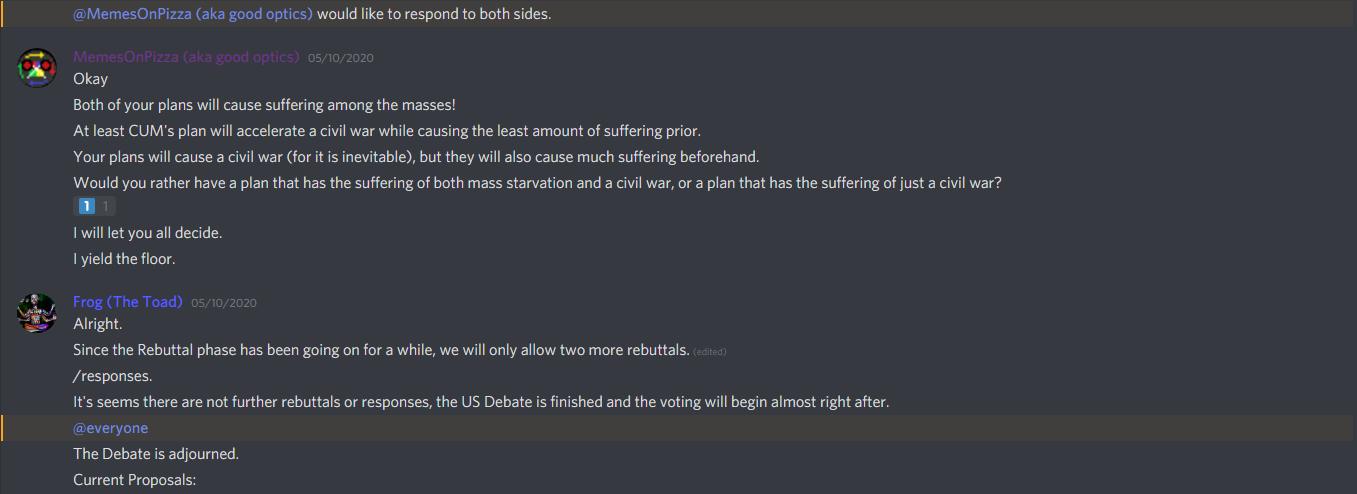 @MemesOnPizza (aka good optics) would like to respond to both sides.
MemesOnPizza (aka good optics) 05/10/2020
Okay
Both of your plans will cause suffering among the masses!
At least CUM's plan will accelerate a civil war while causing the least amount of suffering prior.
Your plans will cause a civil war (for it is inevitable), but they will also cause much suffering beforehand.
Would you rather have a plan that has the suffering of both mass starvation and a civil war, or a plan that has the suffering of just a civil war?
1 1
I will let you all decide.
I yield the floor.
Frog (The Toad) 05/10/2020
Alright.
Since the Rebuttal phase has been going on for a while, we will only allow two more rebuttals. (edited)
/responses.
It's seems there are not further rebuttals or responses, the US Debate is finished and the voting will begin almost right after.
@everyone
The Debate is adjourned.
Current Proposals: